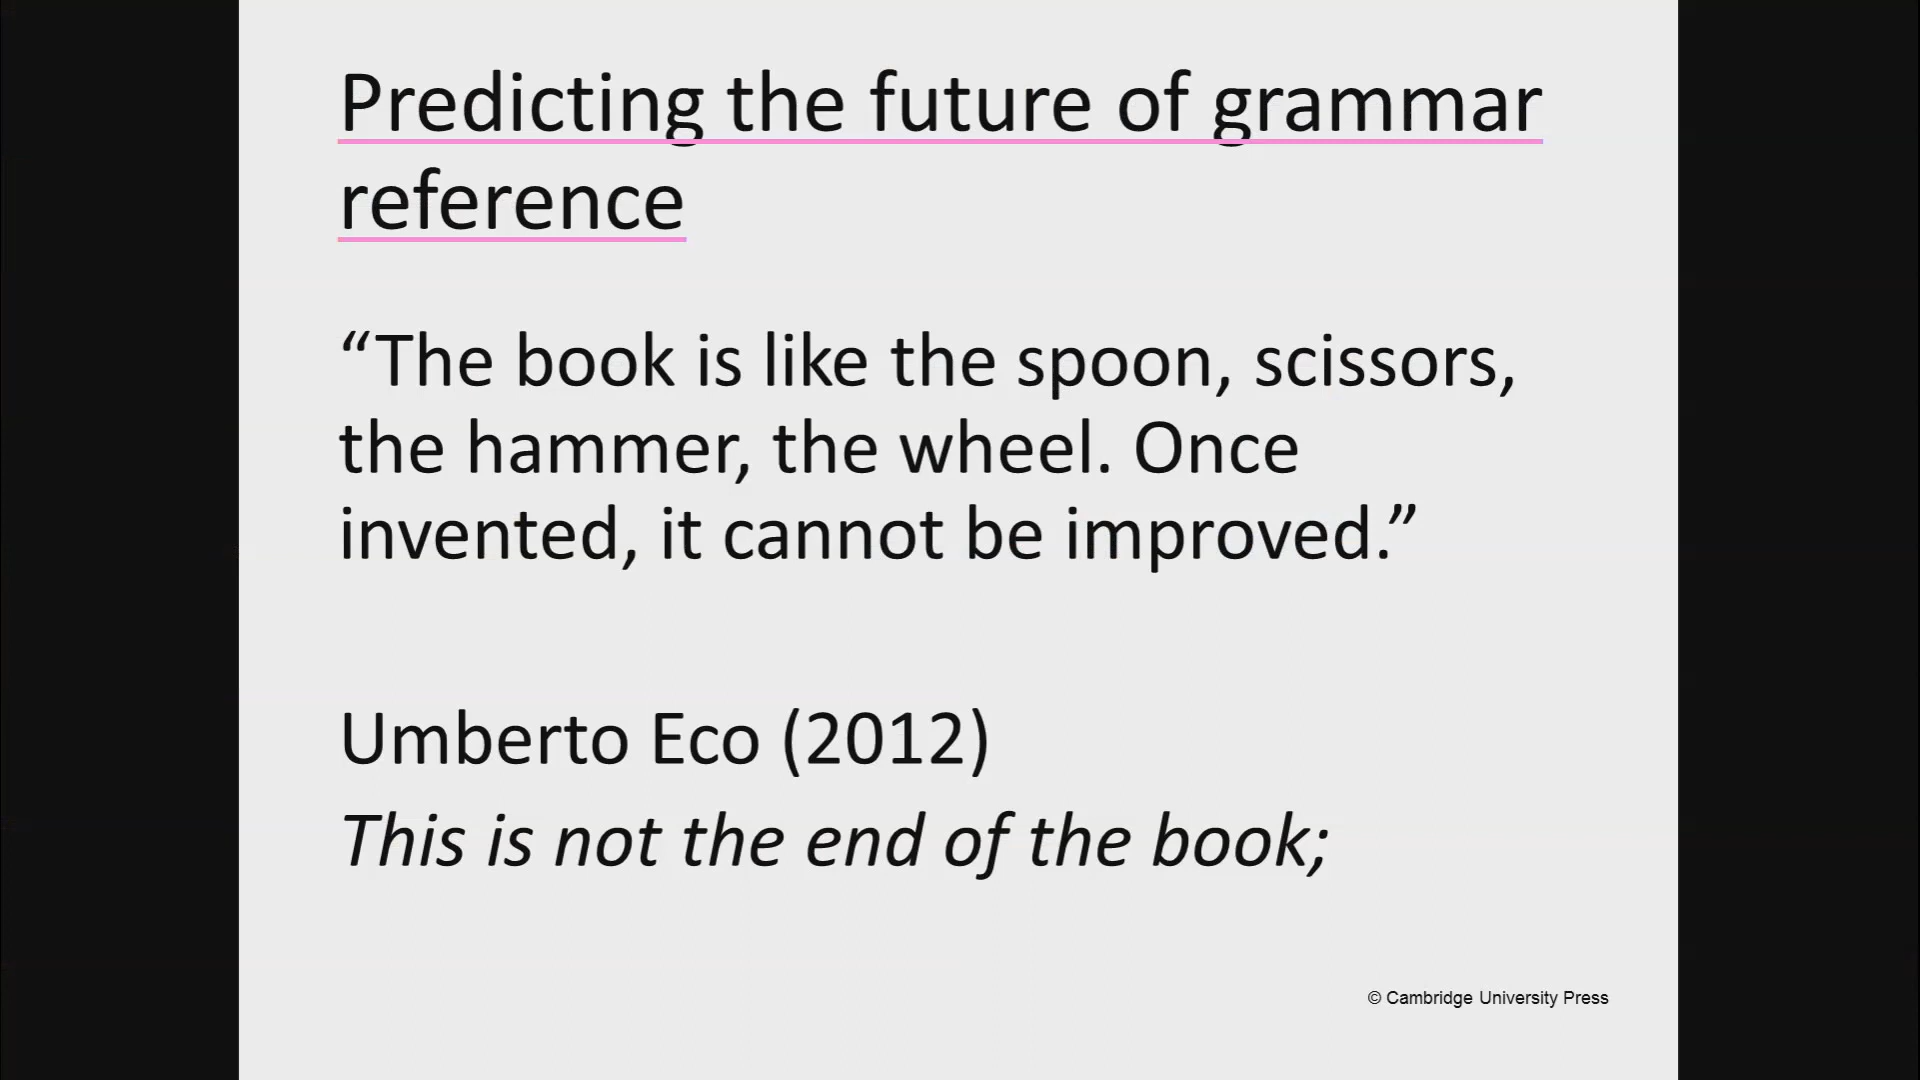 Predicting the future of grammar
reference
“The book is like the spoon, scissors,
the hammer, the wheel. Once
invented, it cannot be improved.”
Umberto Eco (2012)
This is not the end of the book;
© Cambridge University Press